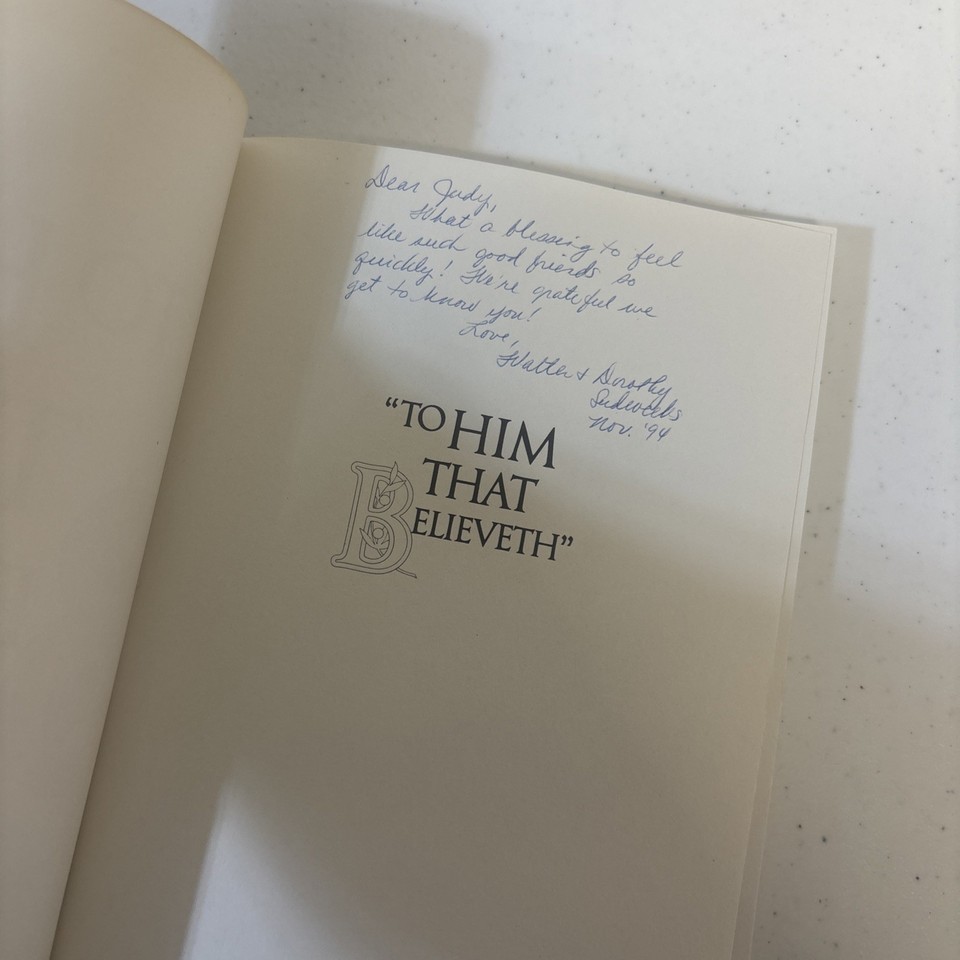 Dear Judy,
What a blessing to feel
like such good friends so
quickly! We're grateful we
get to know you!
Love,
Walter & Dorothy
Nov. '94
“TO HIM
THAT
BELIEVETH”